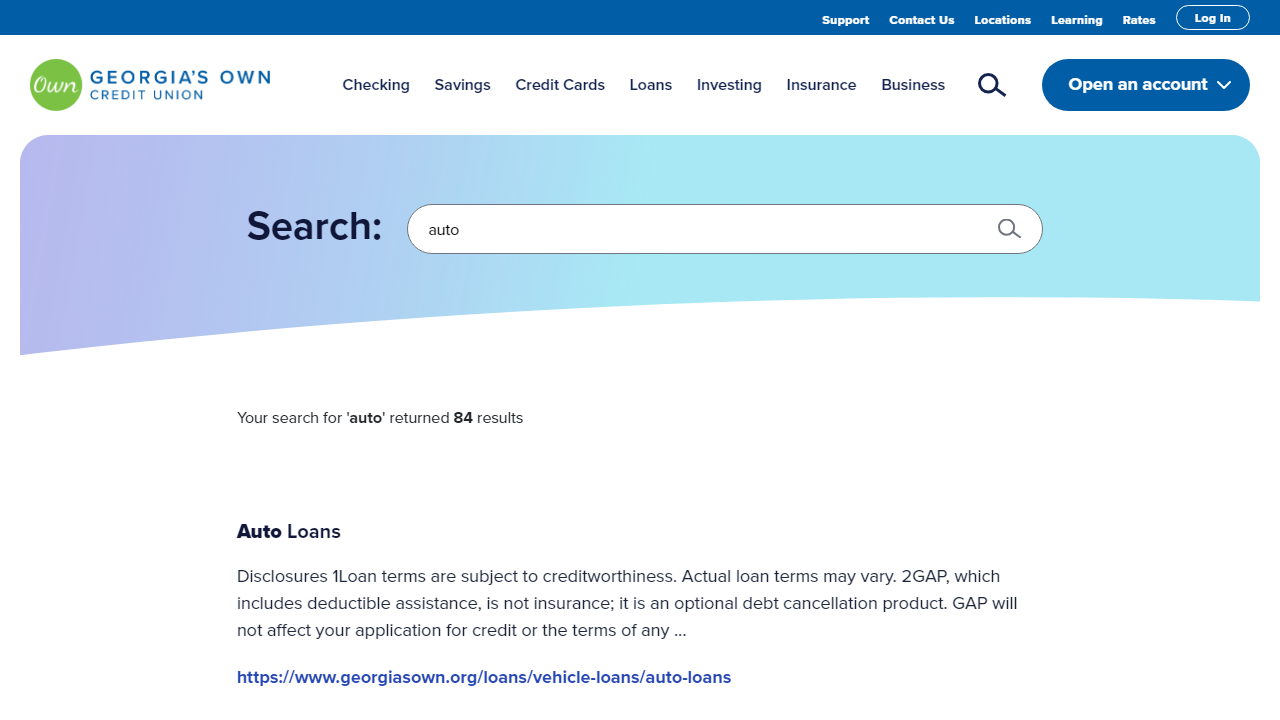 Support Contact Us Locations Learning Rates Log In
Own GEORGIA'S OWN
CREDIT UNION
Checking Savings Credit Cards Loans Investing Insurance Business Open an account
Search: auto
Your search for 'auto' returned 84 results
Auto Loans
Disclosures 1Loan terms are subject to creditworthiness. Actual loan terms may vary. 2GAP, which
includes deductible assistance, is not insurance; it is an optional debt cancellation product. GAP will
not affect your application for credit or the terms of any ...
https://www.georgiasown.org/loans/vehicle-loans/auto-loans